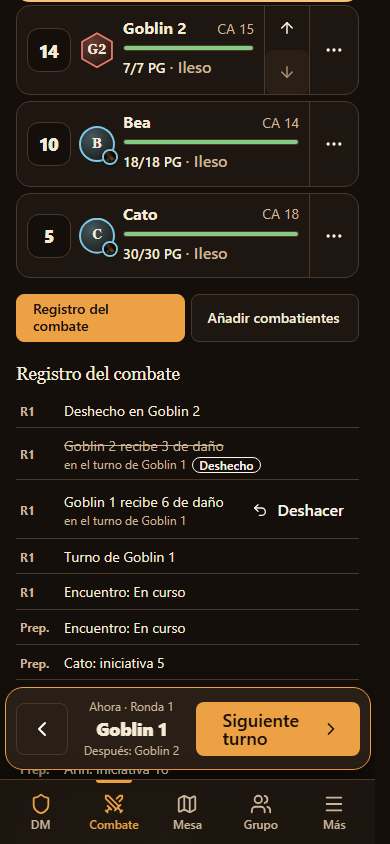 14
G2
Goblin 2
CA 15
7/7 PG · Ileso
10
B
Bea
CA 14
18/18 PG · Ileso
5
C
Cato
CA 18
30/30 PG · Ileso
Registro del
combate
Añadir combatientes
Registro del combate
R1 Deshecho en Goblin 2
R1 Goblin 2 recibe 3 de daño
en el turno de Goblin 1 Deshecho
R1 Goblin 1 recibe 6 de daño
en el turno de Goblin 1
Deshacer
R1 Turno de Goblin 1
R1 Encuentro: En curso
Prep. Encuentro: En curso
Prep. Cato: iniciativa 5
Ahora · Ronda 1
Goblin 1
Después: Goblin 2
Siguiente
turno
Prep.
DM
Combate
Mesa
Grupo
Más